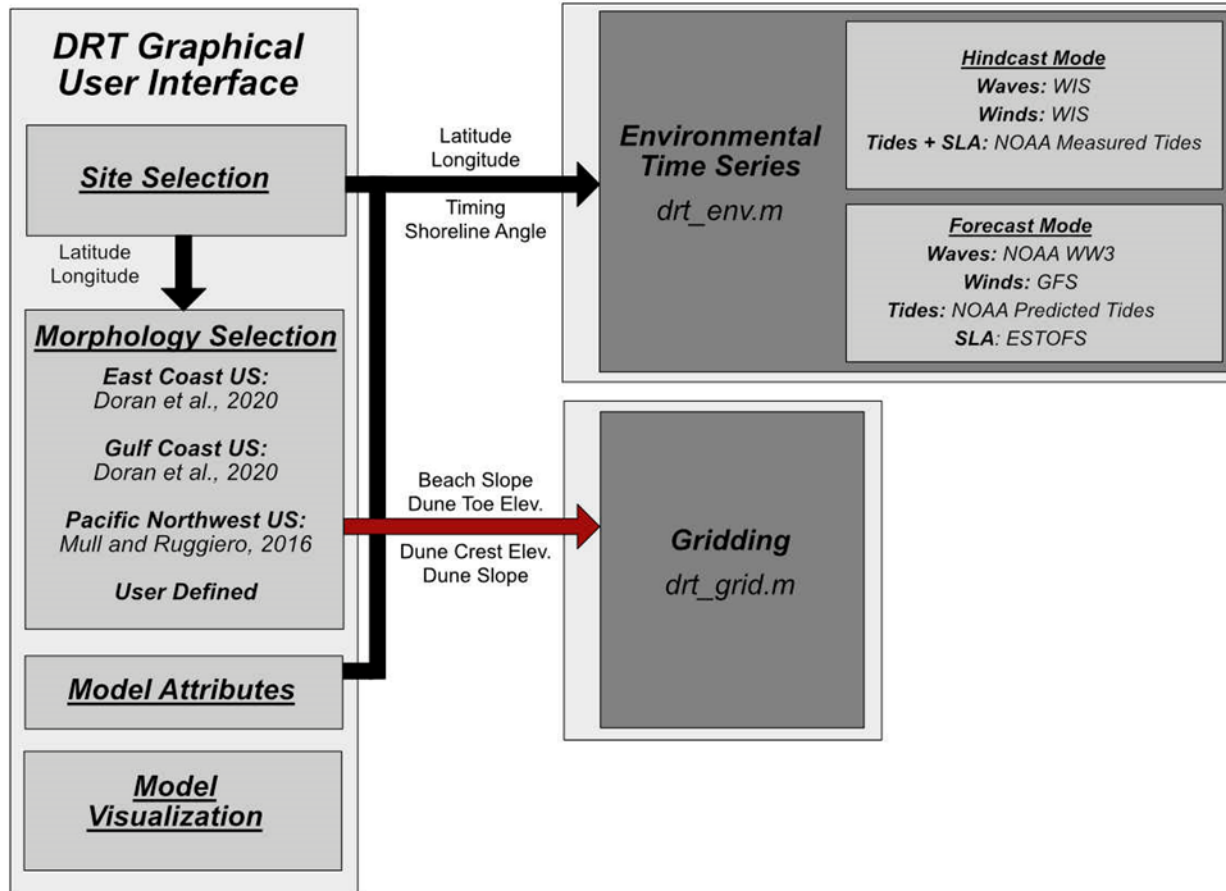 DRT Graphical
User Interface
Site Selection
Latitude
Longitude
Morphology Selection
East Coast US:
Doran et al., 2020
Gulf Coast US:
Doran et al., 2020
Pacific Northwest US:
Mull and Ruggiero, 2016
User Defined
Model Attributes
Model
Visualization
Latitude
Longitude
Timing
Shoreline Angle
Beach Slope
Dune Toe Elev.
Dune Crest Elev.
Dune Slope
Environmental
Time Series
drt_env.m
Hindcast Mode
Waves: WIS
Winds: WIS
Tides + SLA: NOAA Measured Tides
Forecast Mode
Waves: NOAA WW3
Winds: GFS
Tides: NOAA Predicted Tides
SLA: ESTOFS
Gridding
drt_grid.m